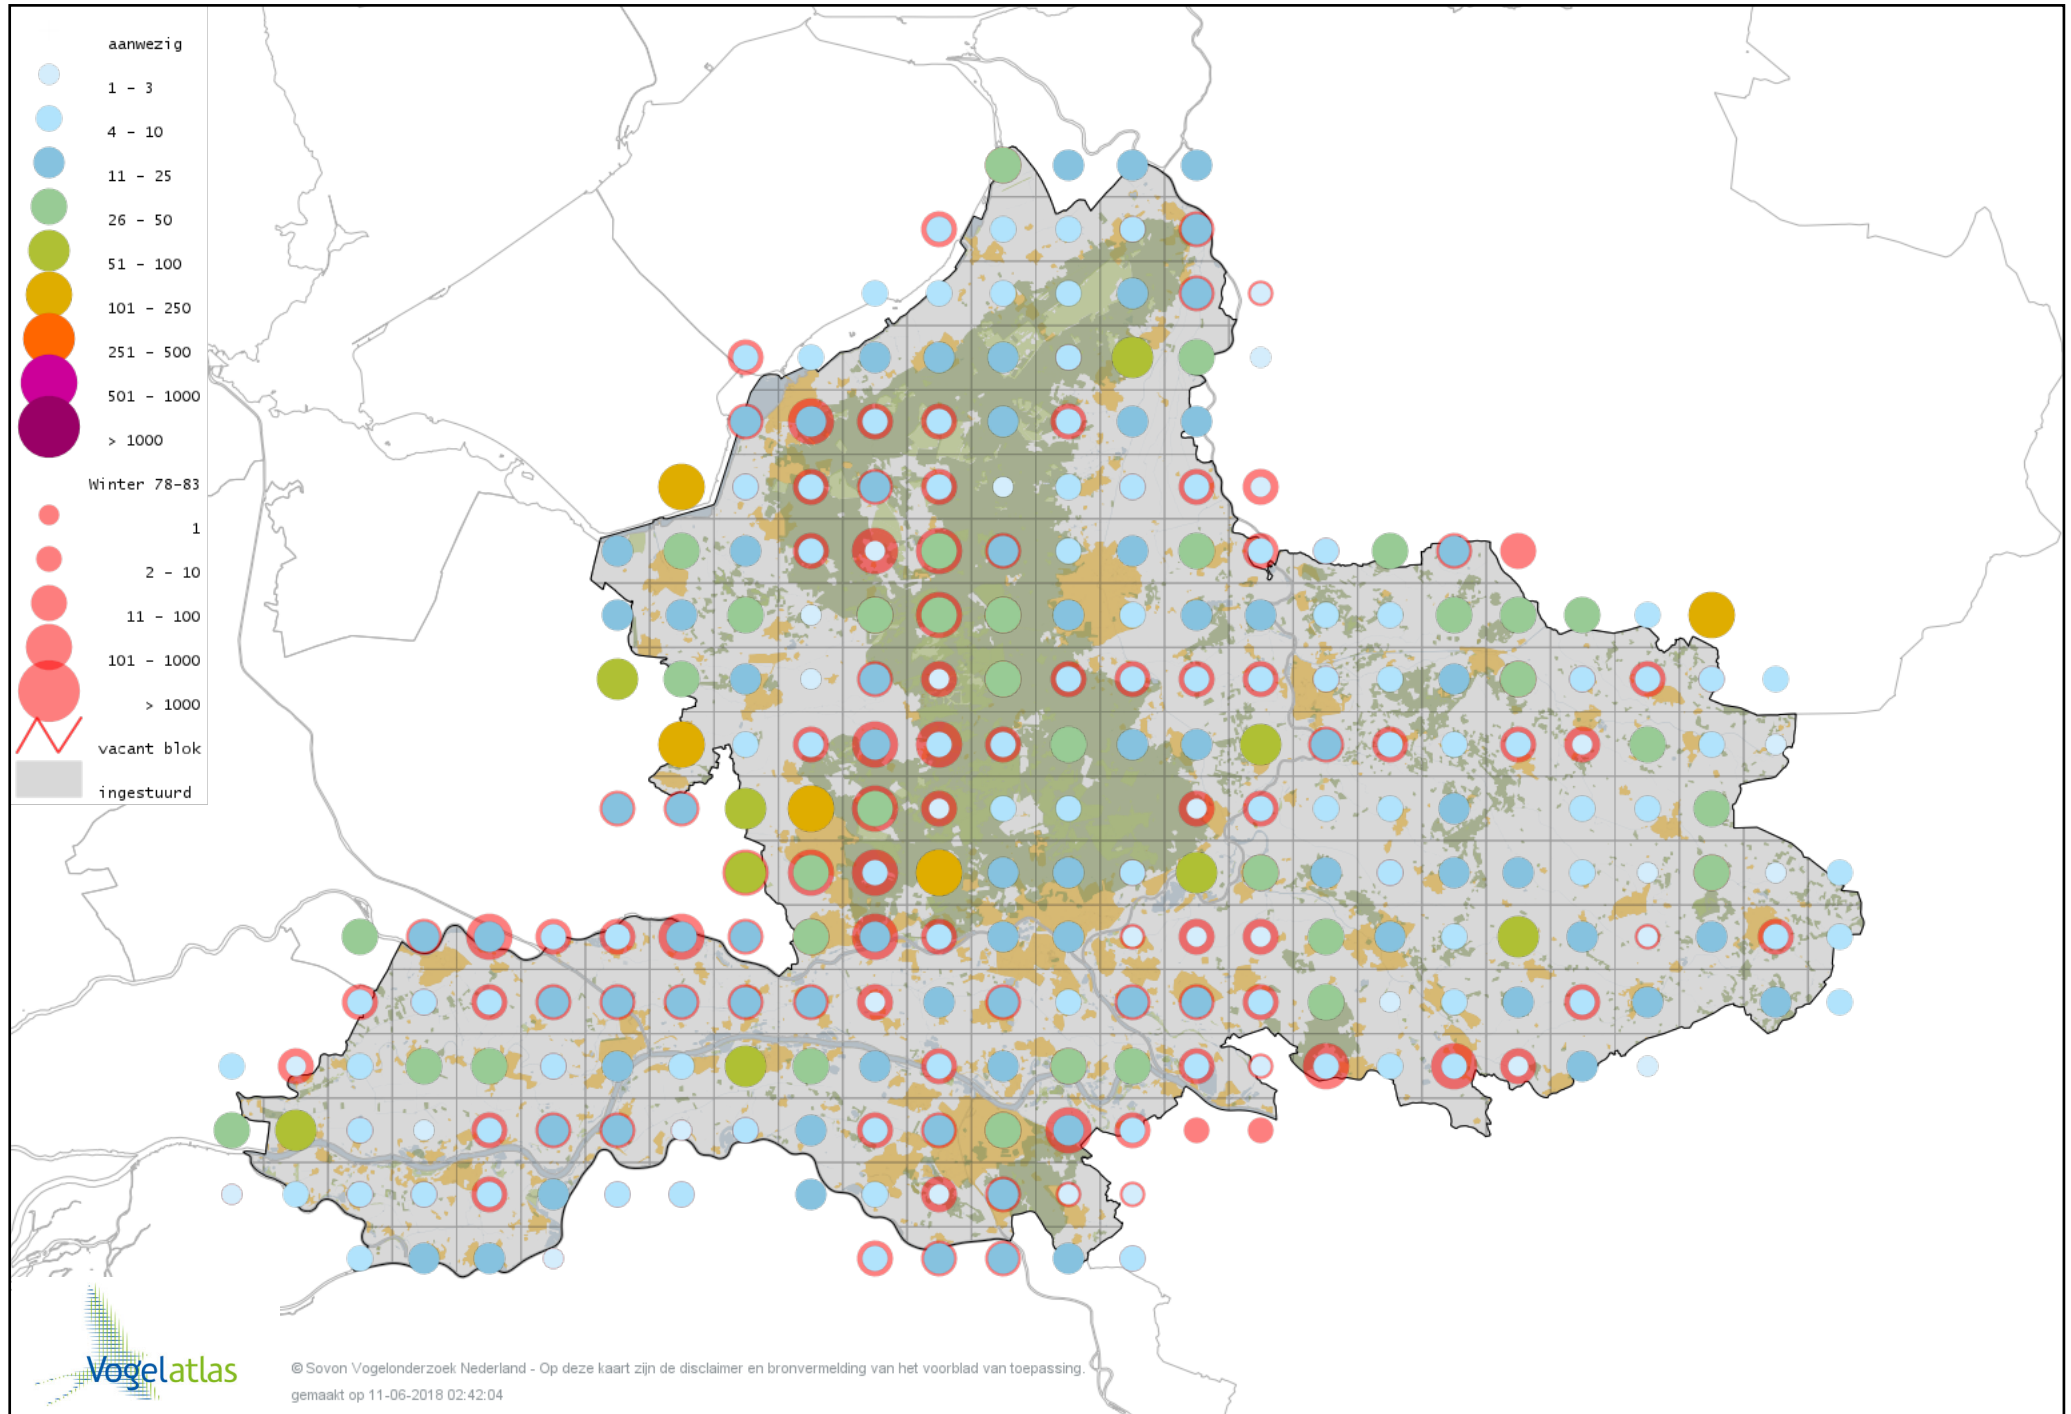 aanwezig
1 - 3
4 - 10
11 - 25
26 - 50
51 - 100
101 - 250
251 - 500
501 - 1000
> 1000
Winter 78-83
1
2 - 10
11 - 100
101 - 1000
> 1000
vacant blok
ingestuurd
Vogelatlas
© Sovon Vogelonderzoek Nederland - Op deze kaart zijn de disclaimer en bronvermelding van het voorblad van toepassing.
gemaakt op 11-06-2018 02:42:04